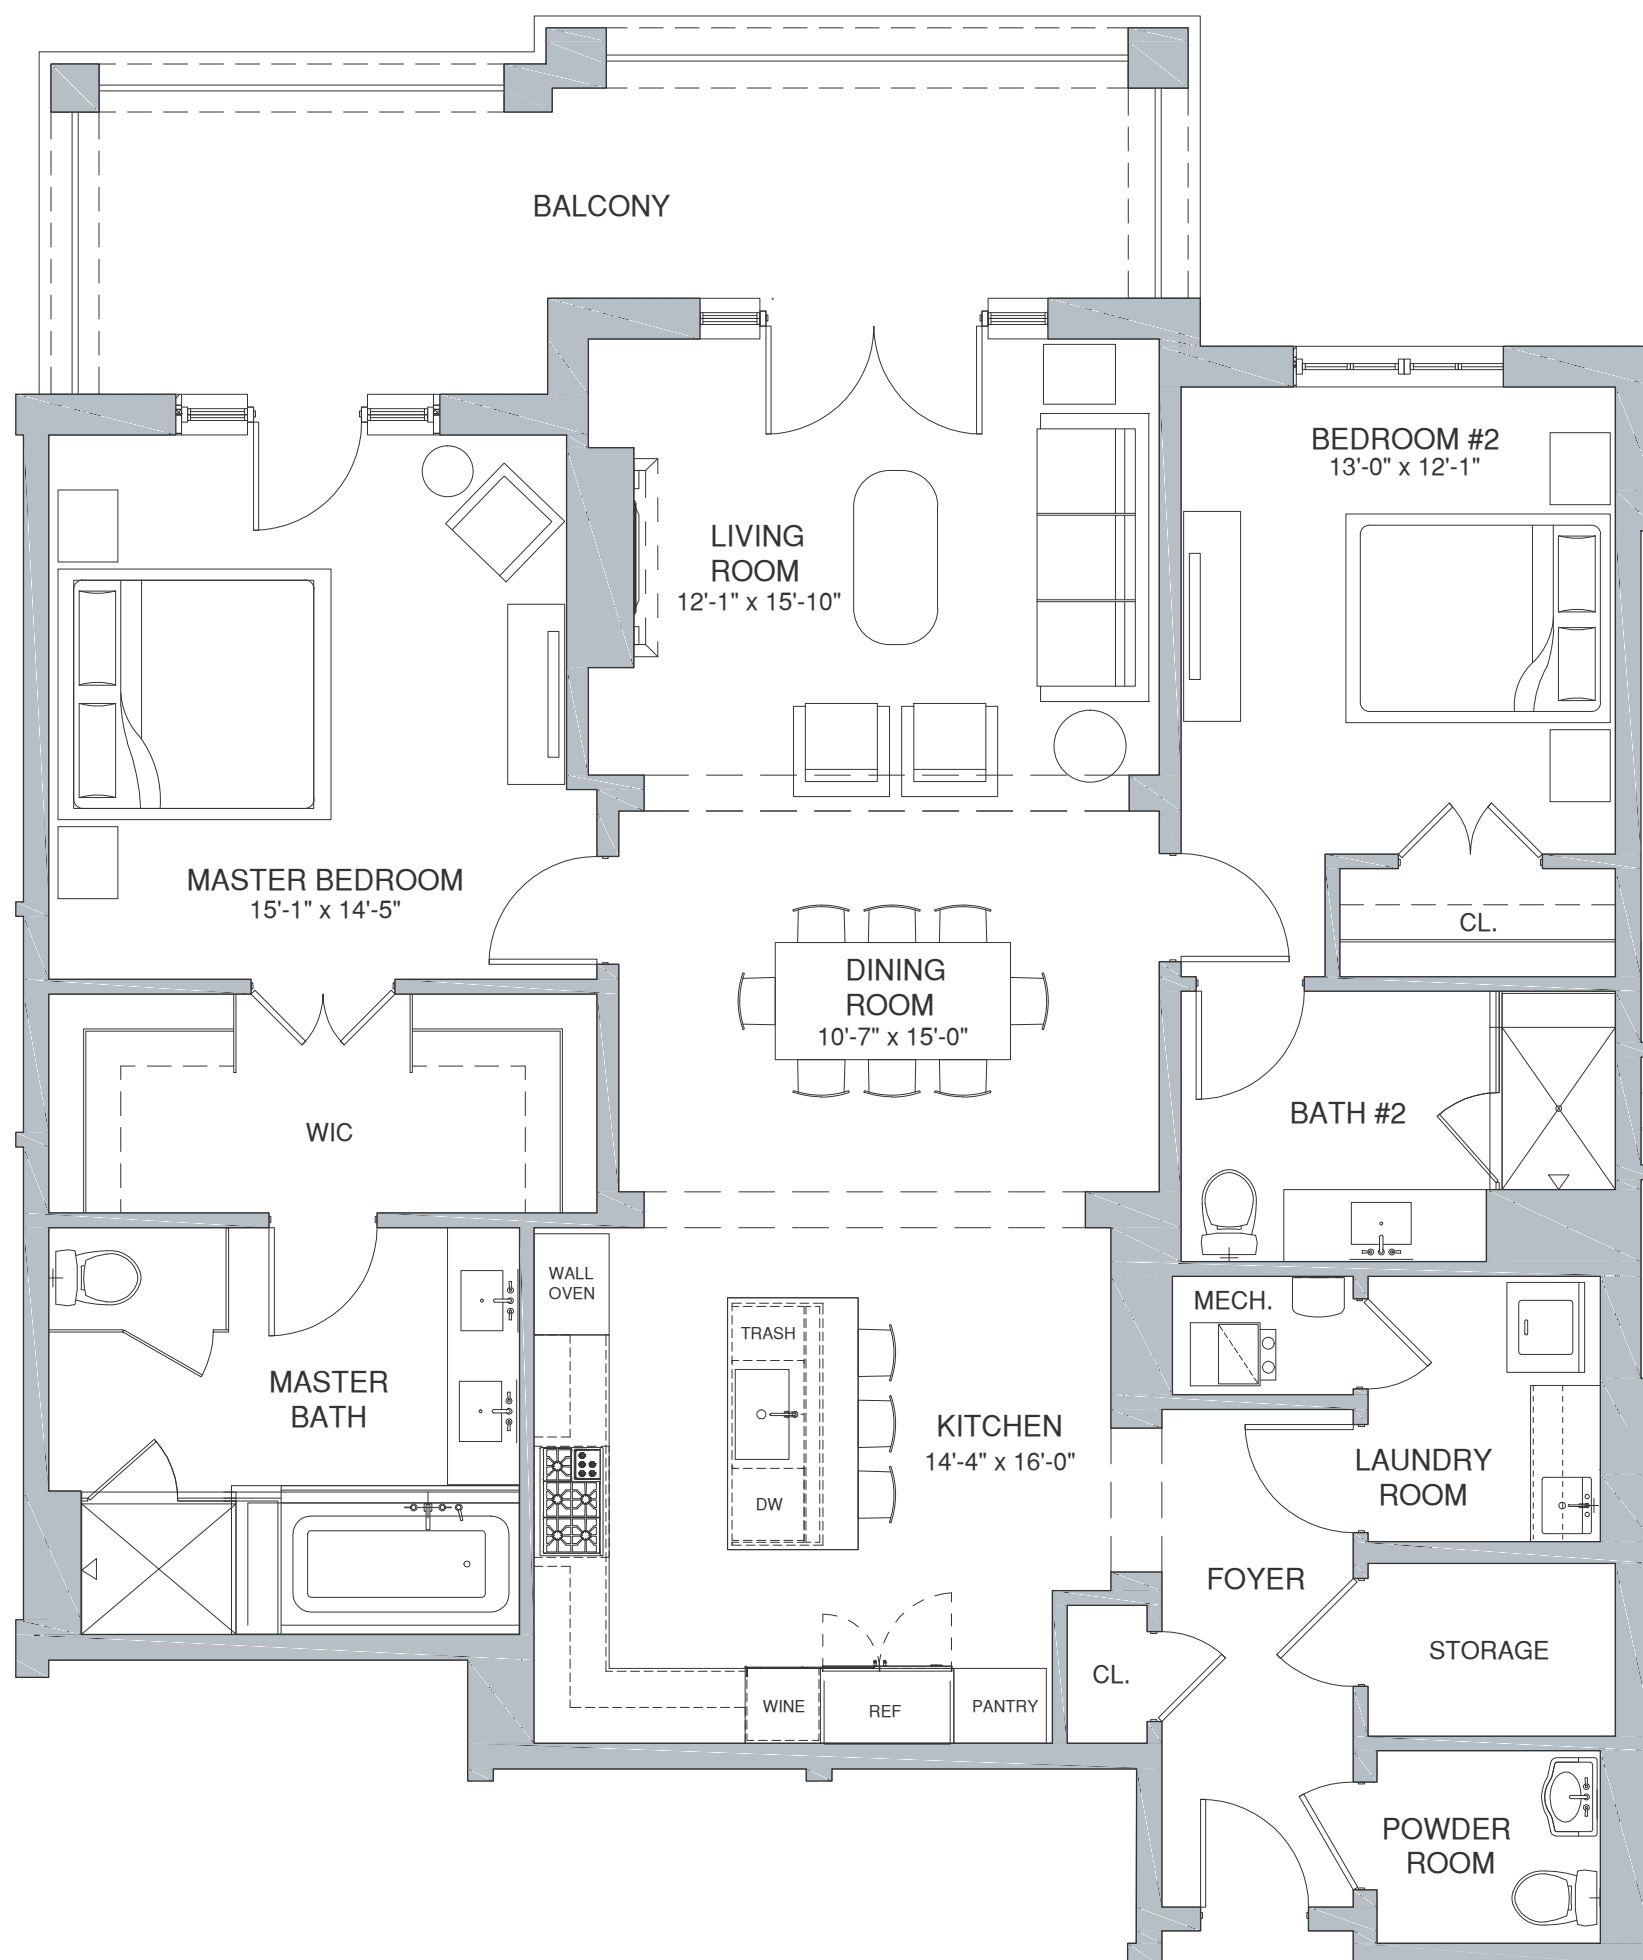 BALCONY
BEDROOM #2
13'-0" x 12'-1"
LIVING
ROOM
12'-1" x 15'-10"
MASTER BEDROOM
15'-1" x 14'-5"
CL.
DINING
ROOM
10'-7" x 15'-0"
WIC
BATH #2
WALL
OVEN
MECH.
TRASH
MASTER
BATH
KITCHEN
14'-4" x 16'-0"
LAUNDRY
ROOM
DW
FOYER
STORAGE
CL.
WINE
REF
PANTRY
POWDER
ROOM